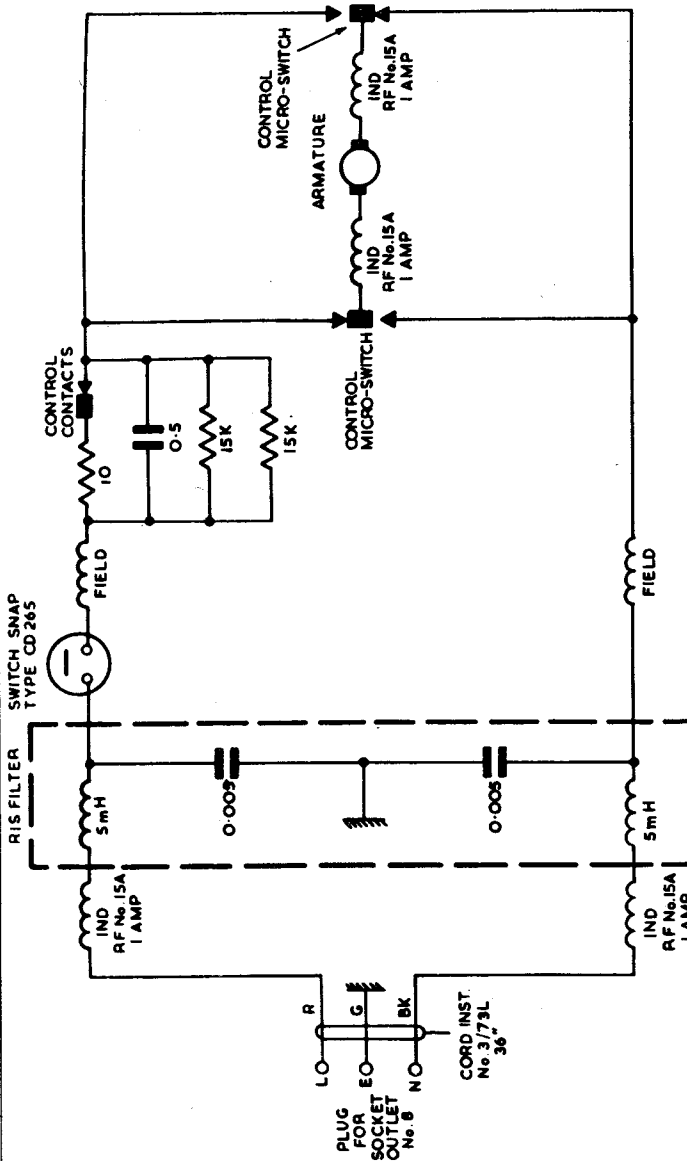 RIS FILTER
SWITCH SNAP
TYPE CD 265
CONTROL
CONTACTS
CONTROL
MICRO-SWITCH
IND
RF No.15A
1 AMP
5mH
FIELD
10
0·5
15K
15K
ARMATURE
IND
RF No.15A
1 AMP
IND
RF No.15A
1 AMP
CONTROL
MICRO-SWITCH
0·005
0·005
PLUG
FOR
SOCKET
OUTLET
No. 8
L
E
N
R
G
BK
CORD INST.
No. 3/73L
36"
IND
RF No.15A
1 AMP
5mH
FIELD